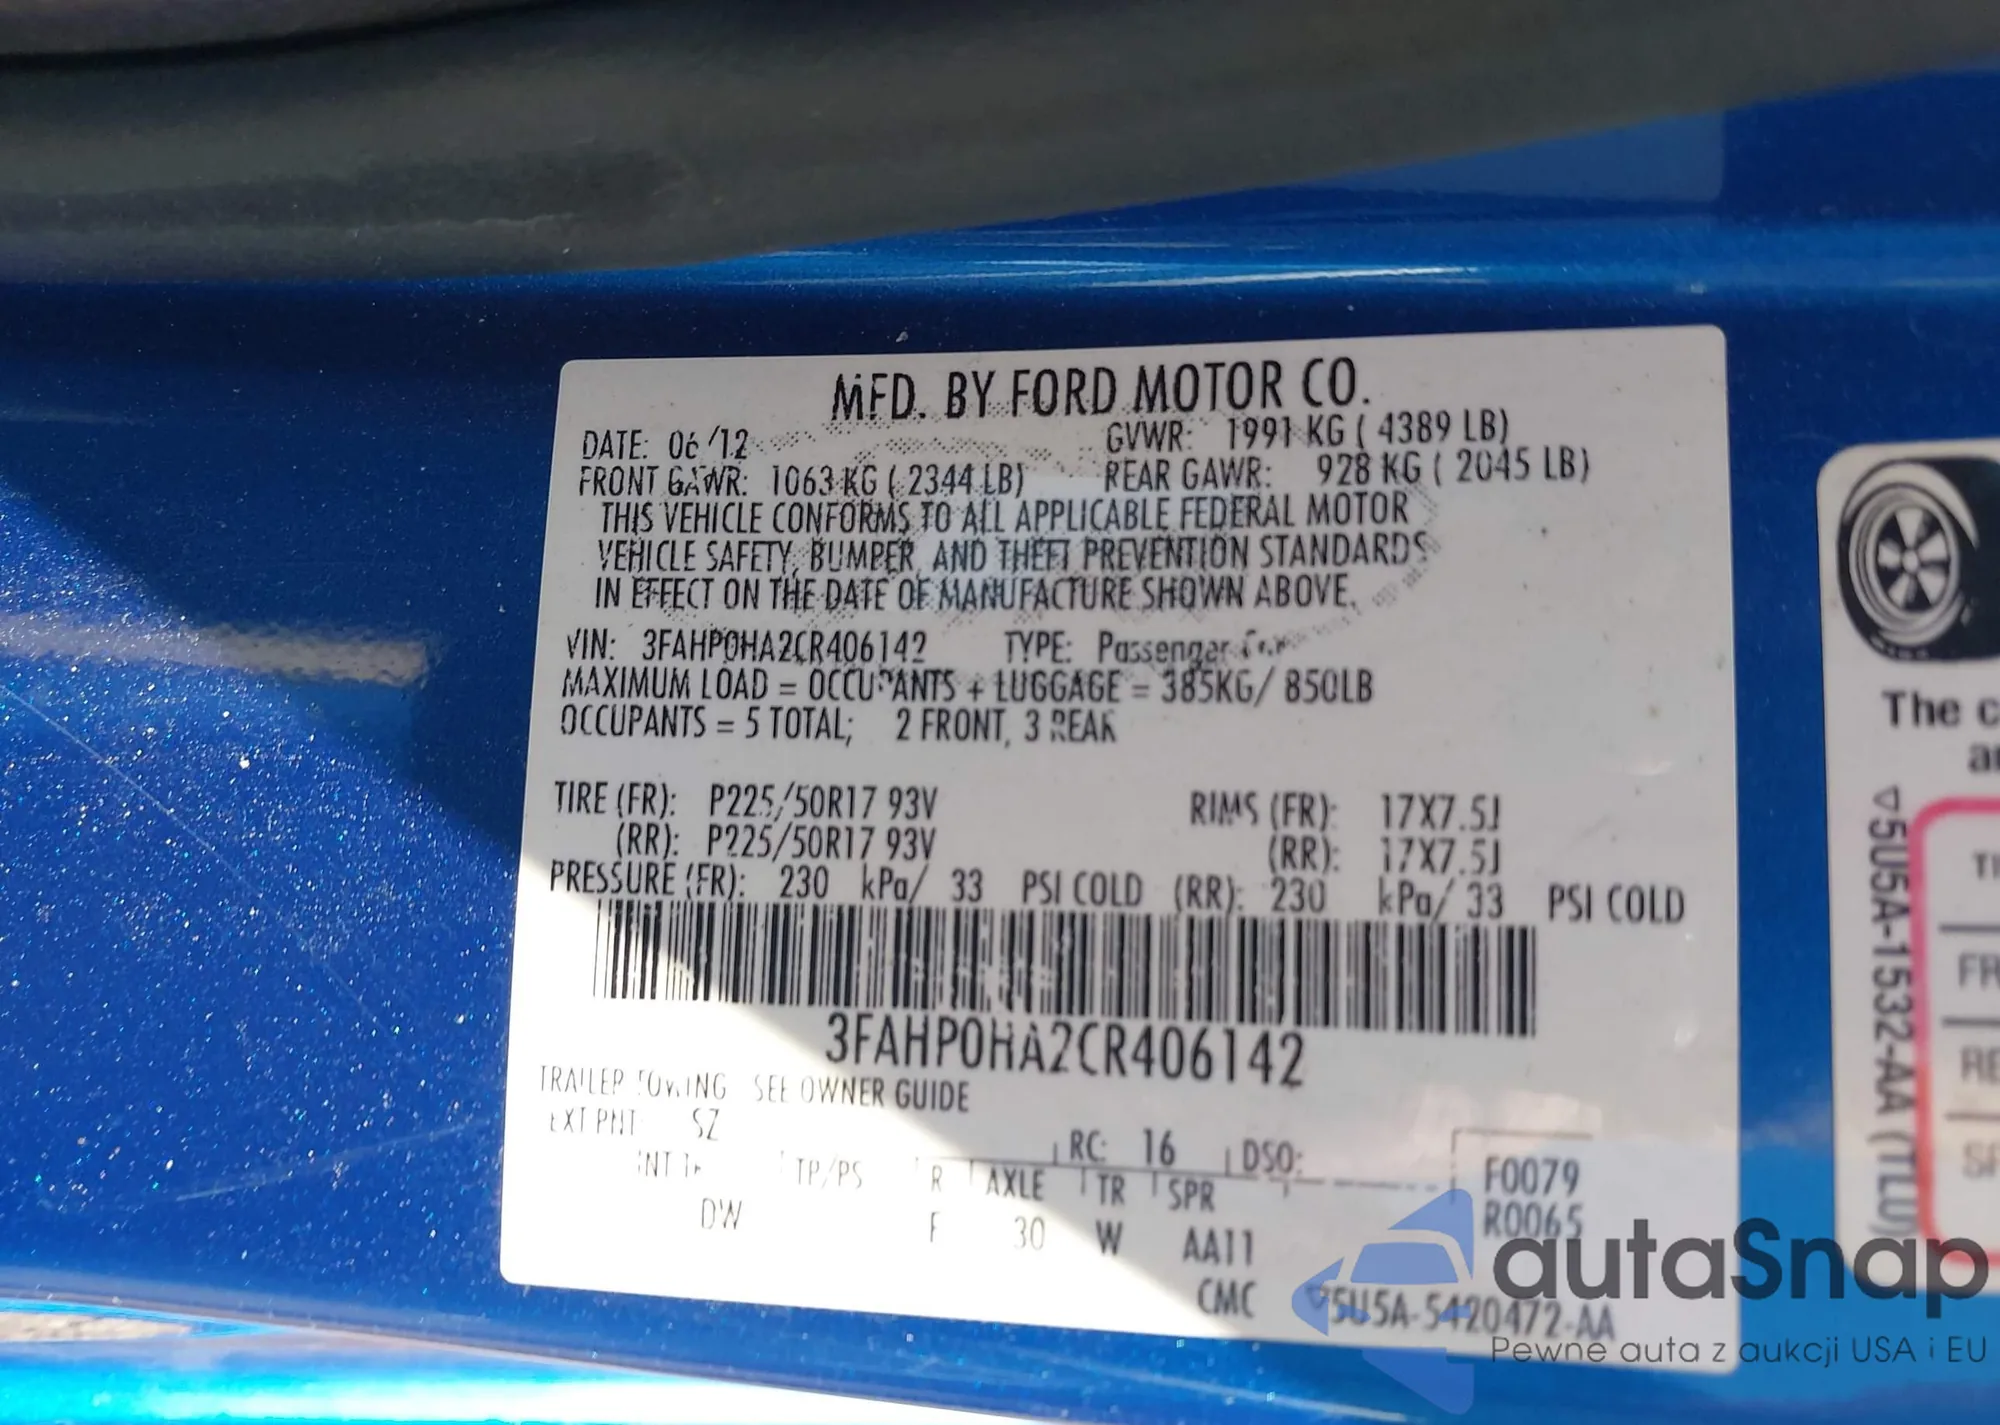 MFD. BY FORD MOTOR CO.
DATE: 06/12 GVWR: 1991 KG ( 4389 LB)
FRONT GAWR: 1063 KG ( 2344 LB) REAR GAWR: 928 KG ( 2045 LB)
THIS VEHICLE CONFORMS TO ALL APPLICABLE FEDERAL MOTOR
VEHICLE SAFETY, BUMPER, AND THEFT PREVENTION STANDARDS
IN EFFECT ON THE DATE OF MANUFACTURE SHOWN ABOVE.
VIN: 3FAHP0HA2CR406142 TYPE: Passenger
MAXIMUM LOAD = OCCUPANTS + LUGGAGE = 385KG/ 850LB
OCCUPANTS = 5 TOTAL; 2 FRONT, 3 REAR
TIRE (FR): P225/50R17 93V RIMS (FR): 17X7.5J
(RR): P225/50R17 93V (RR): 17X7.5J
PRESSURE (FR): 230 kPa/ 33 PSI COLD (RR): 230 kPa/ 33 PSI COLD
3FAHP0HA2CR406142
TRAILER TOWING SEE OWNER GUIDE
EXT PNT SZ
RC: 16 DSO:
INT TR TP/PS R AXLE TR SPR
DW F 30 W AA11
F0079
R0065
CMC ▽5U5A-5420472-AA
The
▽5U5A-1532-AA (TLU)
autaSnap
Pewne auta z aukcji USA i EU